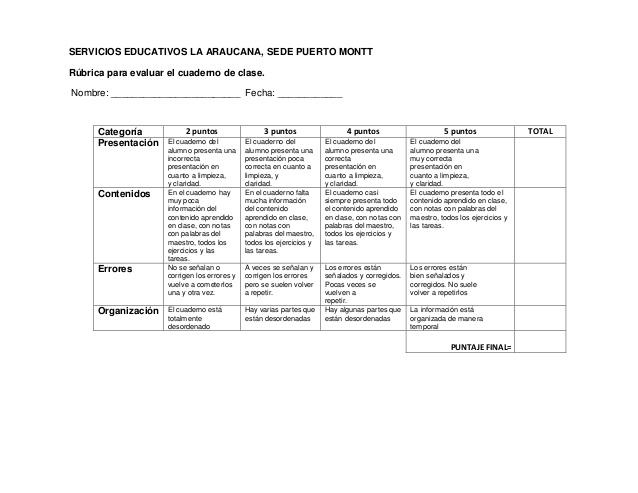 SERVICIOS EDUCATIVOS LA ARAUCANA, SEDE PUERTO MONTT
Rúbrica para evaluar el cuaderno de clase.
Nombre: ________________________ Fecha: ____________
Categoría 2 puntos 3 puntos 4 puntos 5 puntos TOTAL
Presentación
El cuaderno del
alumno presenta una
incorrecta
presentación en
cuanto a limpieza,
y claridad.
El cuaderno del
alumno presenta una
presentación poca
correcta en cuanto a
limpieza, y
claridad.
El cuaderno del
alumno presenta una
correcta
presentación en
cuanto a limpieza,
y claridad.
El cuaderno del
alumno presenta una
muy correcta
presentación en
cuanto a limpieza,
y claridad.
Contenidos
En el cuaderno hay
muy poca
información del
contenido aprendido
en clase, con notas
con palabras del
maestro, todos los
ejercicios y las
tareas.
En el cuaderno falta
mucha información
del contenido
aprendido en clase,
con notas con
palabras del maestro,
todos los ejercicios y
las tareas.
El cuaderno casi
siempre presenta todo
el contenido aprendido
en clase, con notas con
palabras del maestro,
todos los ejercicios y
las tareas.
El cuaderno presenta todo el
contenido aprendido en clase,
con notas con palabras del
maestro, todos los ejercicios y
las tareas.
Errores
No se señalan o
corrigen los errores y
vuelve a cometerlos
una y otra vez.
A veces se señalan y
corrigen los errores
pero se suelen volver
a repetir.
Los errores están
señalados y corregidos.
Pocas veces se
vuelven a
repetir.
Los errores están
bien señalados y
corregidos. No suele
volver a repetirlos
Organización
El cuaderno está
totalmente
desordenado
Hay varias partes que
están desordenadas
Hay algunas partes que
están desordenadas
La información está
organizada de manera
temporal
PUNTAJE FINAL=